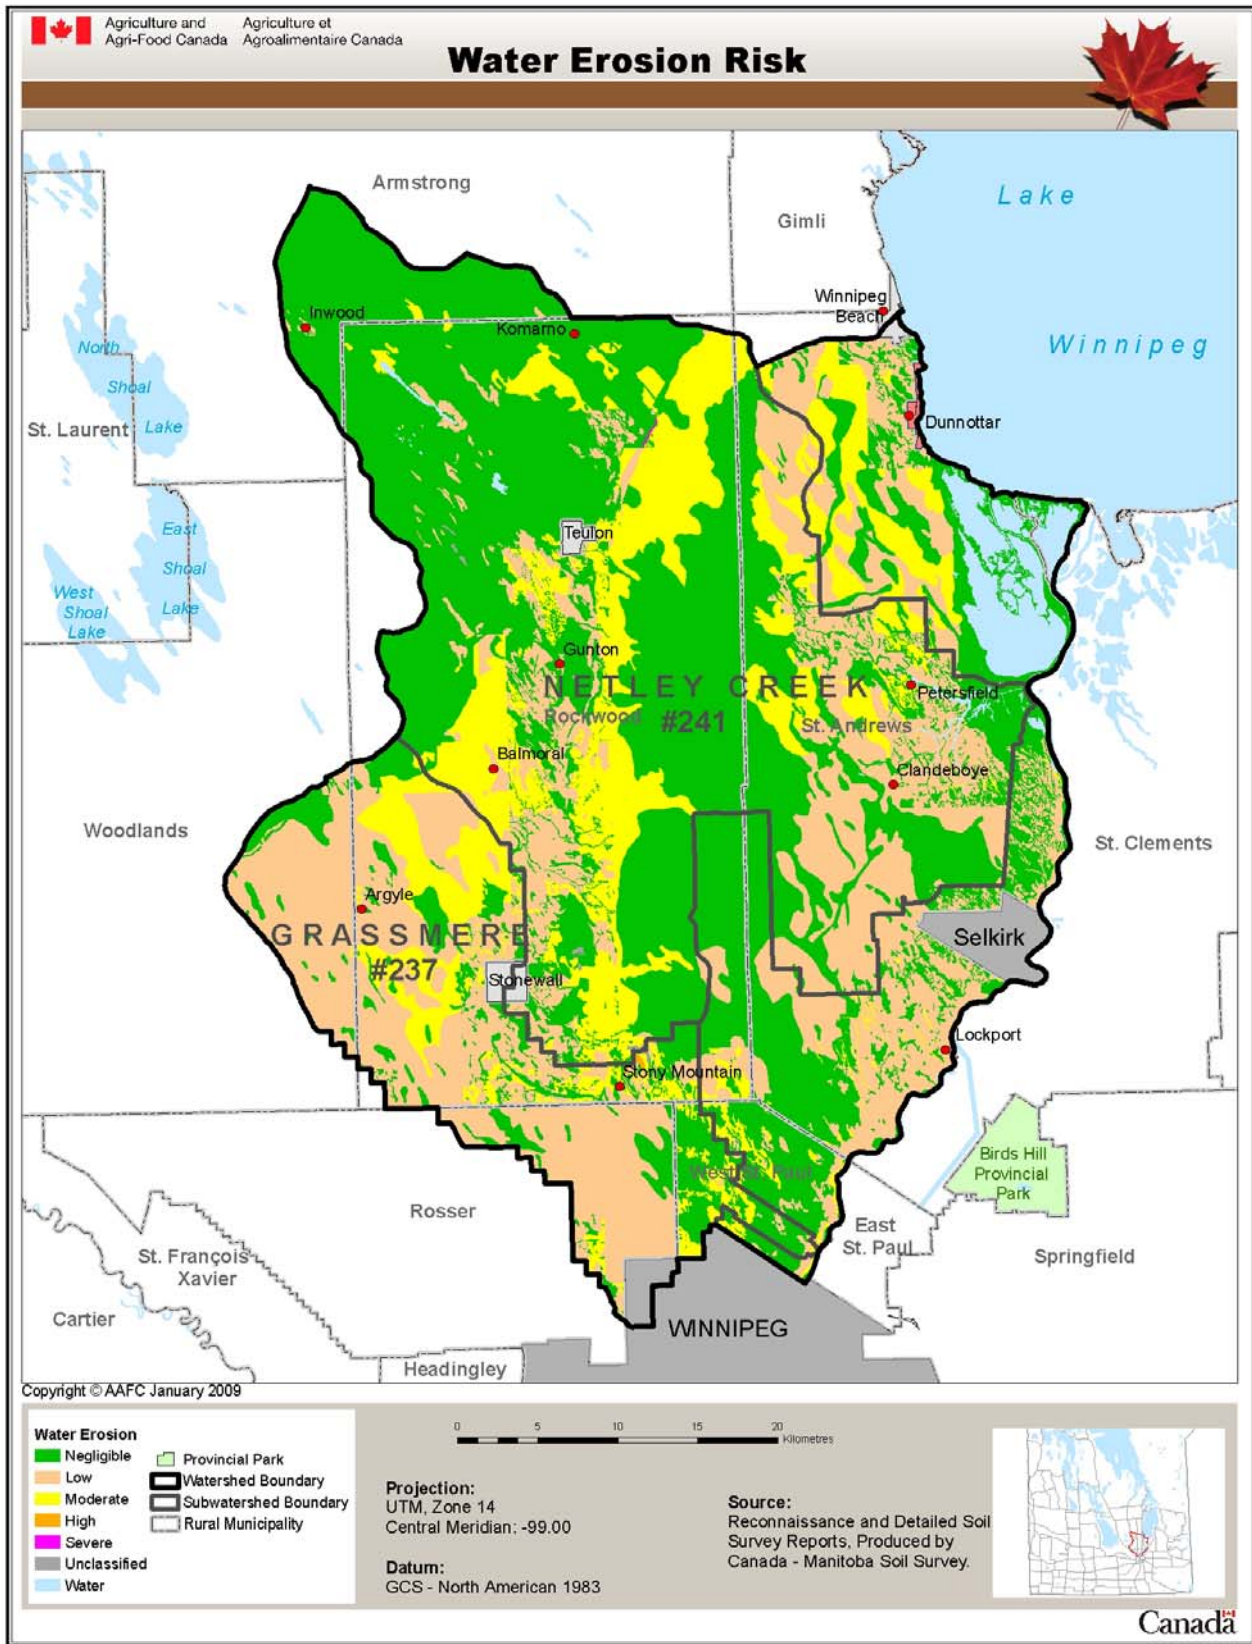 Agriculture and Agriculture et
Agri-Food Canada Agroalimentaire Canada
Water Erosion Risk
Armstrong
Gimli
Lake
Winnipeg
Winnipeg
Beach
Inwood
Komarno
North
Shoal
Lake
St. Laurent
Dunnottar
East
Shoal
Lake
West
Shoal
Lake
Teulon
Gunton
NETLEY CREEK
#241
Rockwood
Petersfield
St. Andrews
Balmoral
Clandeboye
Woodlands
St. Clements
Argyle
GRASSMERE
#237
Selkirk
Stonewall
Lockport
Stony Mountain
Birds Hill
Provincial
Park
West St. Paul
Rosser
East
St. Paul
Springfield
St. François
Xavier
Cartier
WINNIPEG
Headingley
Copyright © AAFC January 2009
Water Erosion
Negligible
Low
Moderate
High
Severe
Unclassified
Water
Provincial Park
Watershed Boundary
Subwatershed Boundary
Rural Municipality
0 5 10 15 20
Kilometres
Projection:
UTM, Zone 14
Central Meridian: -99.00
Datum:
GCS - North American 1983
Source:
Reconnaissance and Detailed Soil
Survey Reports, Produced by
Canada - Manitoba Soil Survey.
Canada